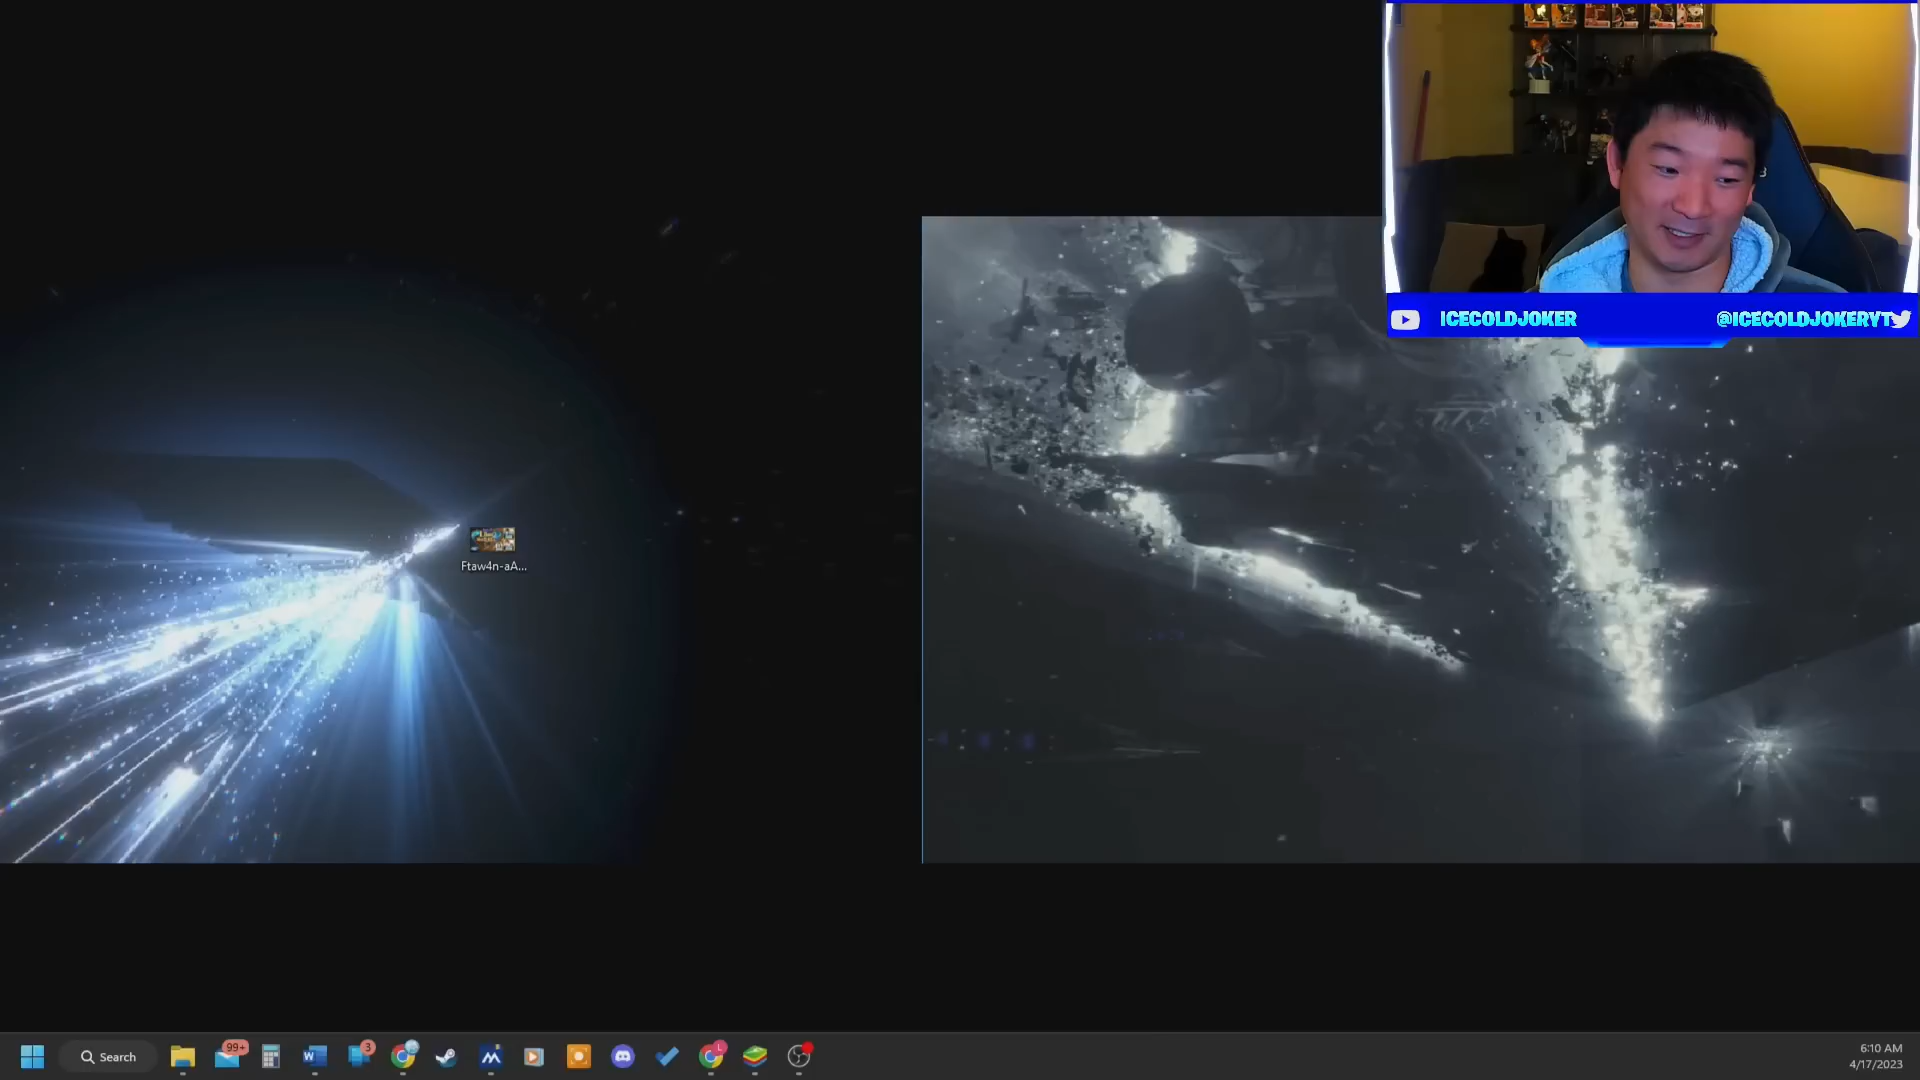 ICECOLDJOKER
@ICECOLDJOKERYT
Ftaw4n-aA...
Search
99+
W
3
L
6:10 AM
4/17/2023